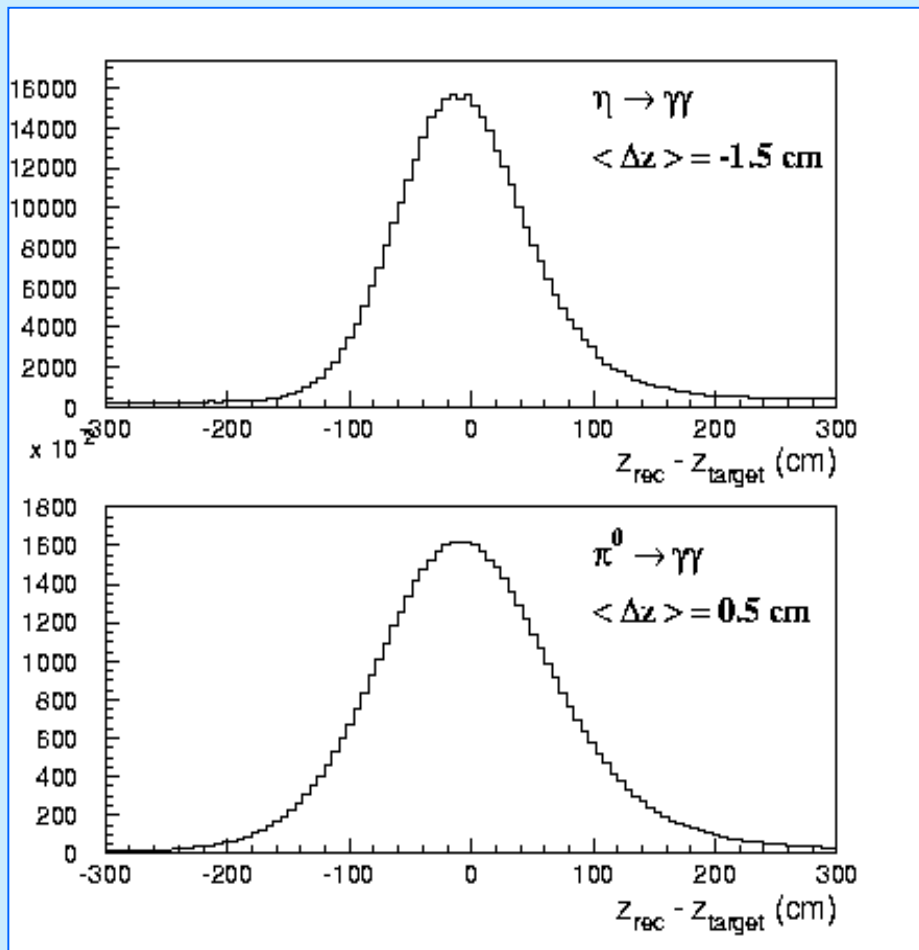 16000
14000
12000
10000
8000
6000
4000
2000
0
η → γγ
< Δz > = -1.5 cm
-300 -200 -100 0 100 200 300
z_rec - z_target (cm)
x 10^2
1800
1600
1400
1200
1000
800
600
400
200
0
π^0 → γγ
< Δz > = 0.5 cm
-300 -200 -100 0 100 200 300
z_rec - z_target (cm)